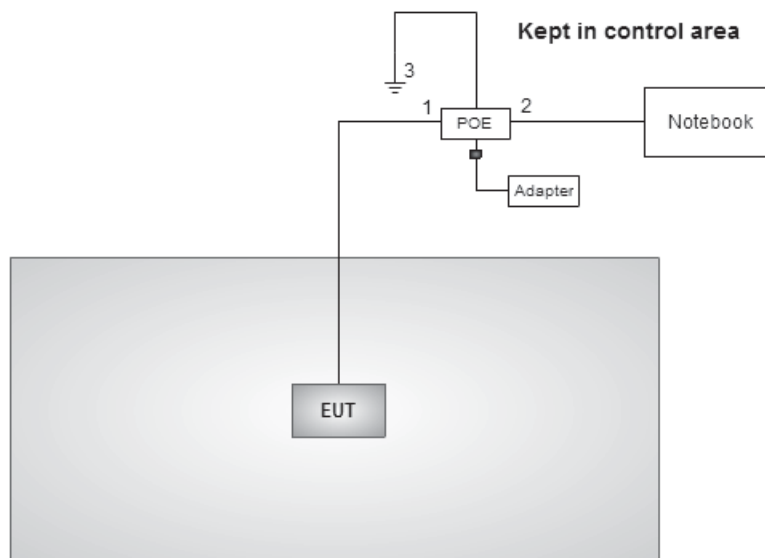 Kept in control area
3
1
POE
2
Notebook
Adapter
EUT